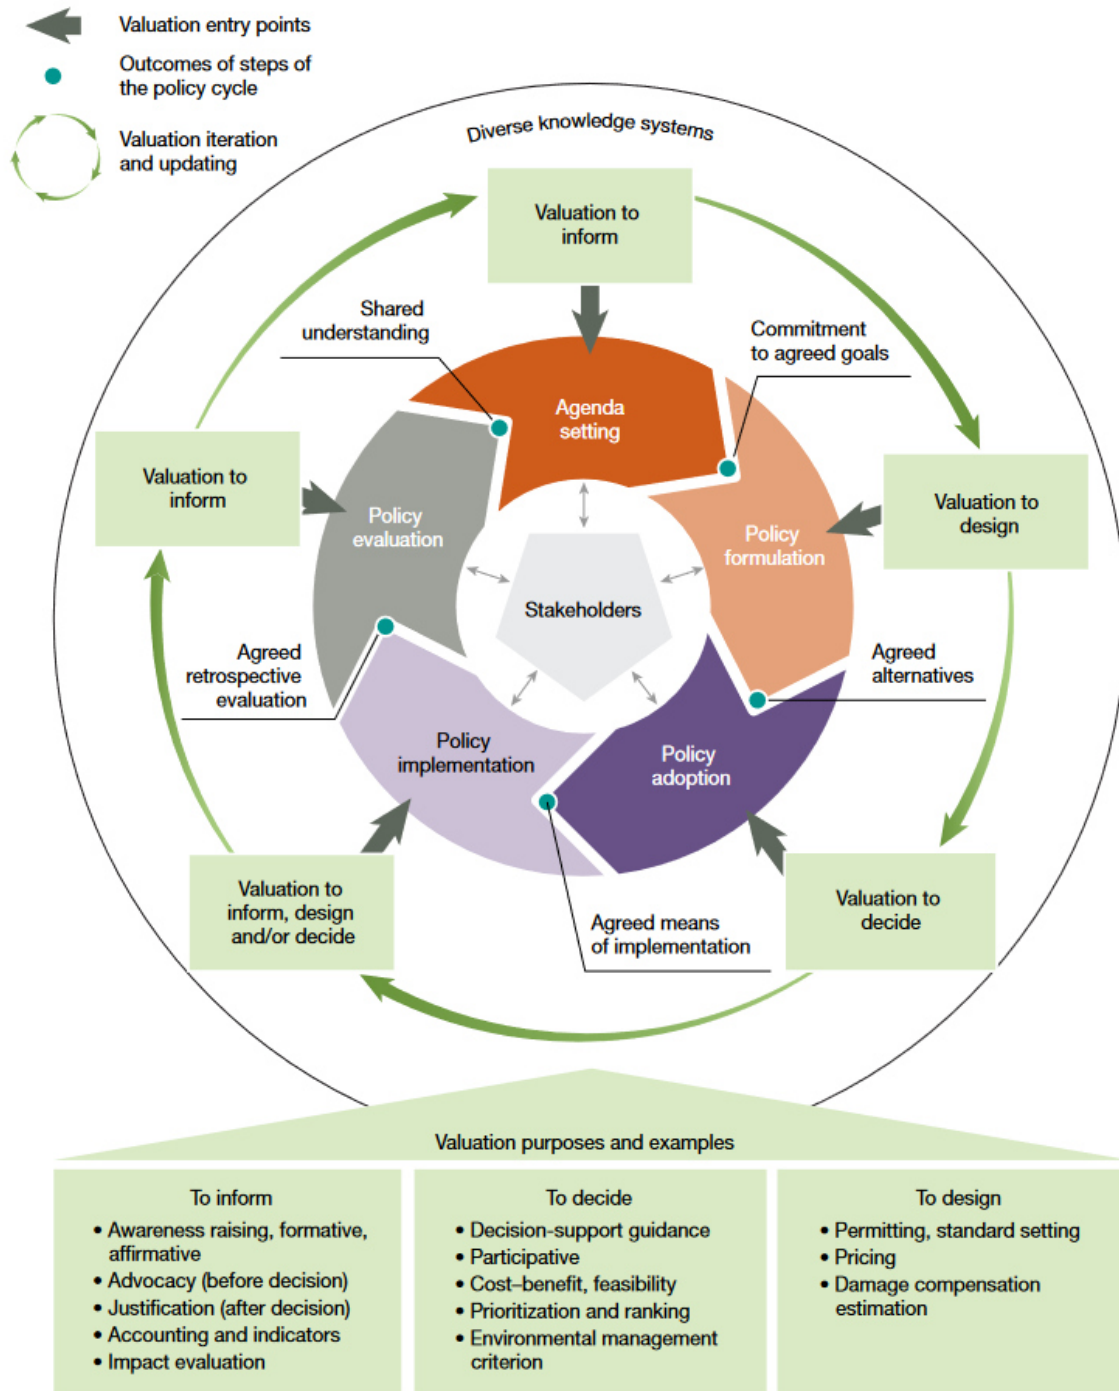 Valuation entry points
Outcomes of steps of
the policy cycle
Valuation iteration
and updating
Diverse knowledge systems
Valuation to
inform
Shared
understanding
Commitment
to agreed goals
Agenda
setting
Valuation to
inform
Policy
evaluation
Policy
formulation
Valuation to
design
Stakeholders
Agreed
retrospective
evaluation
Agreed
alternatives
Policy
implementation
Policy
adoption
Valuation to
inform, design
and/or decide
Agreed means
of implementation
Valuation to
decide
Valuation purposes and examples
To inform
• Awareness raising, formative,
affirmative
• Advocacy (before decision)
• Justification (after decision)
• Accounting and indicators
• Impact evaluation
To decide
• Decision-support guidance
• Participative
• Cost–benefit, feasibility
• Prioritization and ranking
• Environmental management
criterion
To design
• Permitting, standard setting
• Pricing
• Damage compensation
estimation